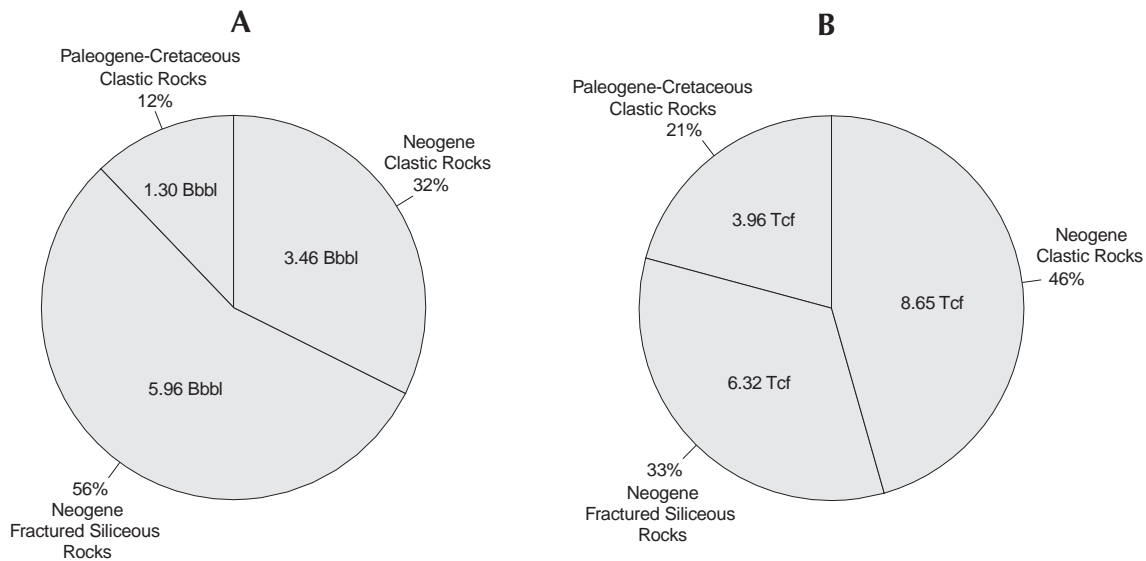 A
Paleogene-Cretaceous
Clastic Rocks
12%
Neogene
Clastic Rocks
32%
1.30 Bbbl
3.46 Bbbl
5.96 Bbbl
56%
Neogene
Fractured Siliceous
Rocks
B
Paleogene-Cretaceous
Clastic Rocks
21%
Neogene
Clastic Rocks
46%
3.96 Tcf
8.65 Tcf
6.32 Tcf
33%
Neogene
Fractured Siliceous
Rocks